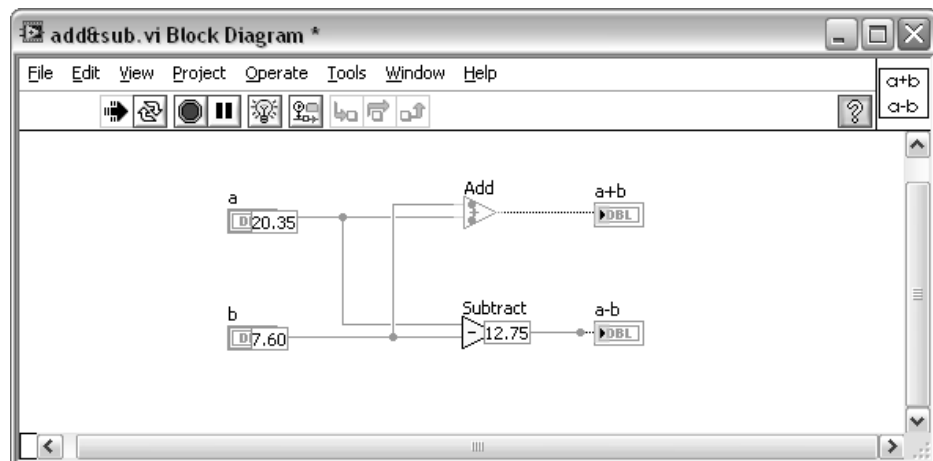 add&sub.vi Block Diagram *
File Edit View Project Operate Tools Window Help
a+b
a-b
?
a
20.35
Add
a+b
DBL
b
7.60
Subtract
12.75
a-b
DBL